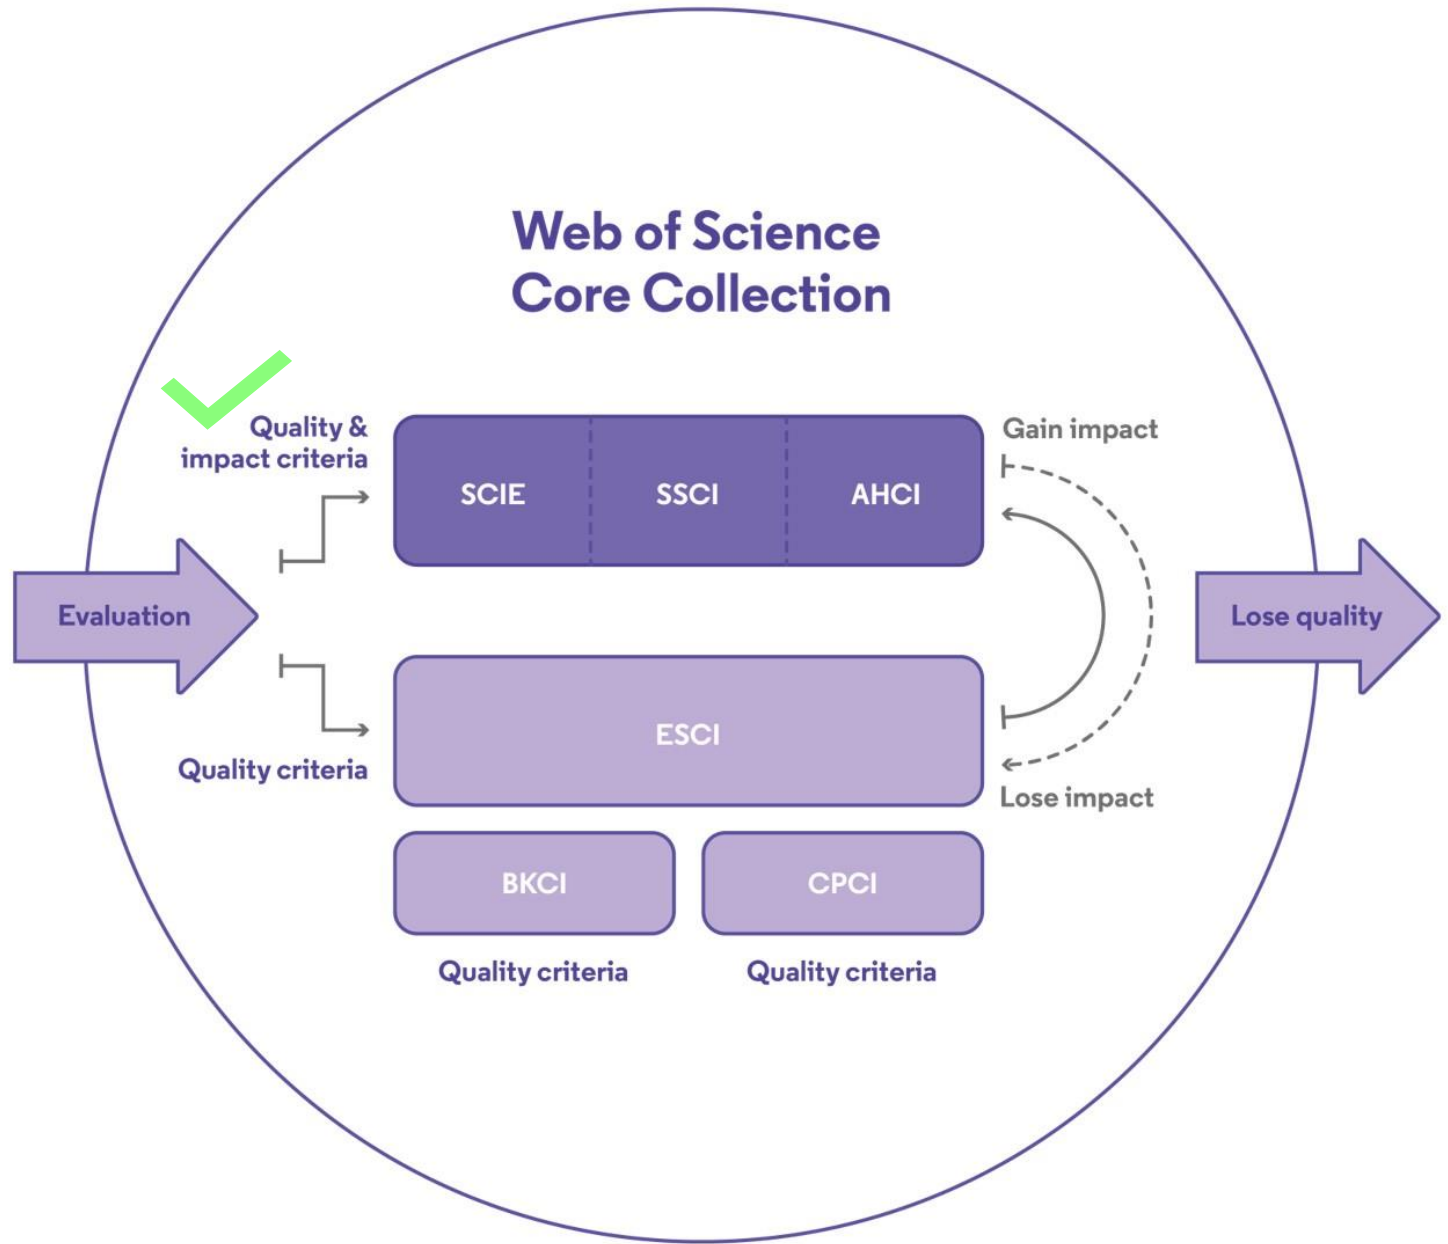 Web of Science
Core Collection
Quality &
impact criteria
SCIE
SSCI
AHCI
Gain impact
Evaluation
Lose quality
ESCI
Quality criteria
Lose impact
BKCI
CPCI
Quality criteria
Quality criteria